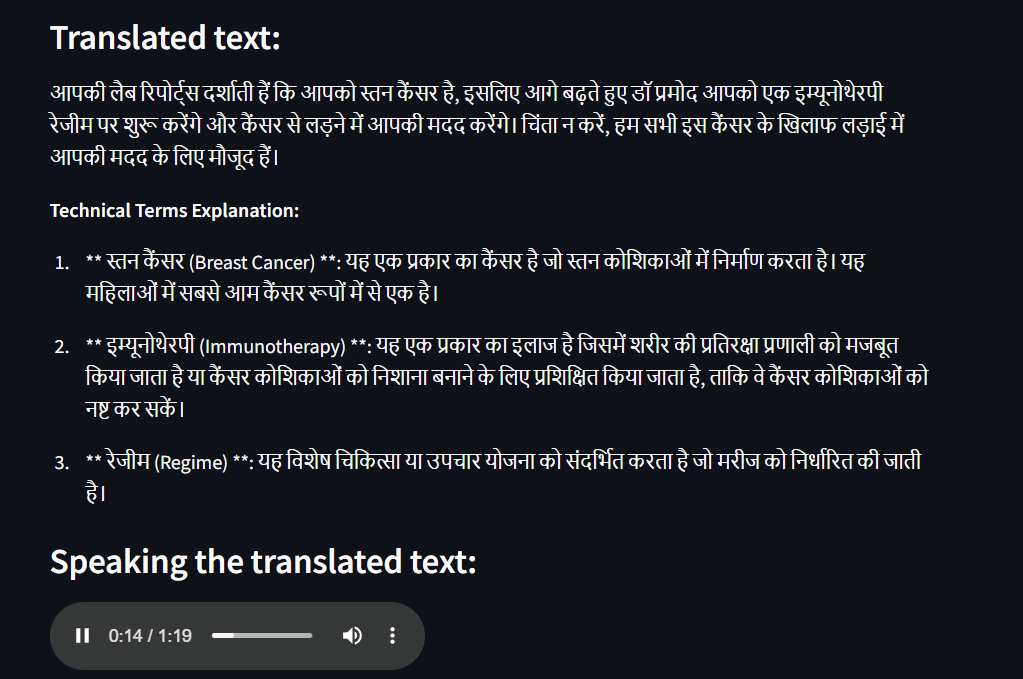 Translated text:
आपकी लैब रिपोर्ट्स दर्शाती हैं कि आपको स्तन कैंसर है, इसलिए आगे बढ़ते हुए डॉ प्रमोद आपको एक इम्यूनोथेरपी
रेजीम पर शुरू करेंगे और कैंसर से लड़ने में आपकी मदद करेंगे। चिंता न करें, हम सभी इस कैंसर के खिलाफ लड़ाई में
आपकी मदद के लिए मौजूद हैं।
Technical Terms Explanation:
1. ** स्तन कैंसर (Breast Cancer) **: यह एक प्रकार का कैंसर है जो स्तन कोशिकाओं में निर्माण करता है। यह
महिलाओं में सबसे आम कैंसर रूपों में से एक है।
2. ** इम्यूनोथेरपी (Immunotherapy) **: यह एक प्रकार का इलाज है जिसमें शरीर की प्रतिरक्षा प्रणाली को मजबूत
किया जाता है या कैंसर कोशिकाओं को निशाना बनाने के लिए प्रशिक्षित किया जाता है, ताकि वे कैंसर कोशिकाओं को
नष्ट कर सकें।
3. ** रेजीम (Regime) **: यह विशेष चिकित्सा या उपचार योजना को संदर्भित करता है जो मरीज को निर्धारित की जाती
है।
Speaking the translated text:
0:14 / 1:19